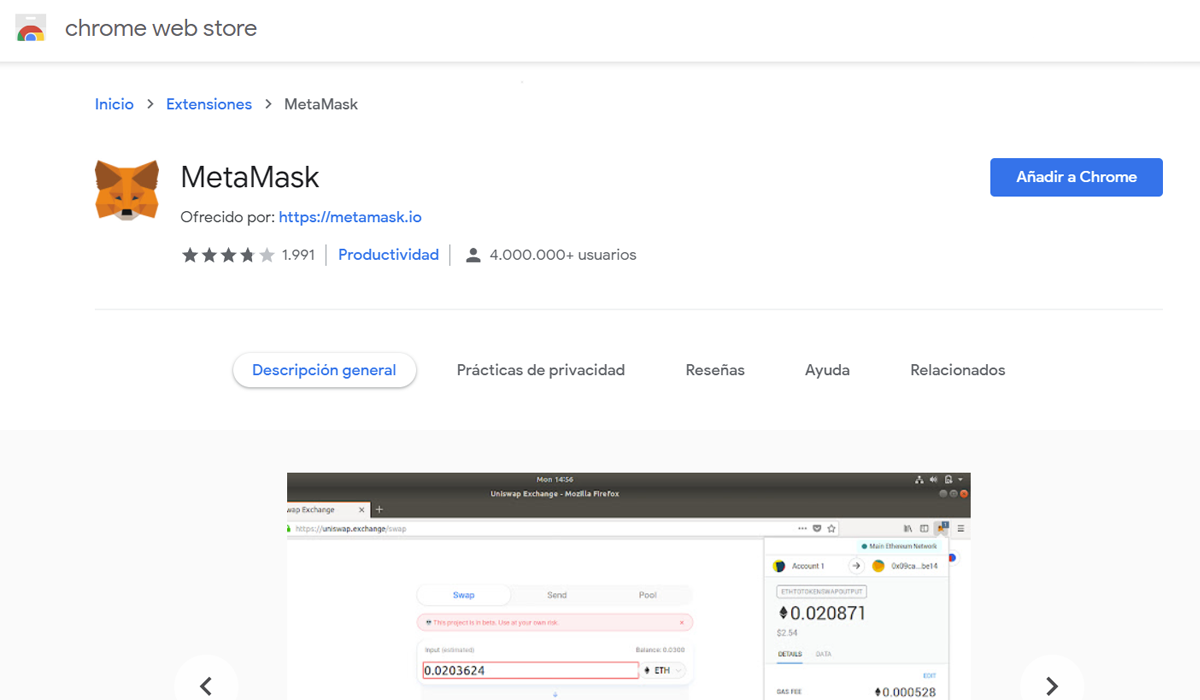 chrome web store
Inicio > Extensiones > MetaMask
MetaMask
Añadir a Chrome
Ofrecido por: https://metamask.io
1.991 Productividad 4.000.000+ usuarios
Descripción general Prácticas de privacidad Reseñas Ayuda Relacionados
Mon 14:56
Uniswap Exchange - Mozilla Firefox
wap Exchange
https://uniswap.exchange/swap
Main Ethereum Network
Account 1 0x09ca...be14
Swap Send Pool
ETHTOTOKENSWAPOUTPUT
0.020871
This project is in beta. Use at your own risk.
$2.54
Input (estimated) Balance: 0.0300
DETAILS DATA
0.0203624 ETH
EDIT
GAS FEE 0.000528